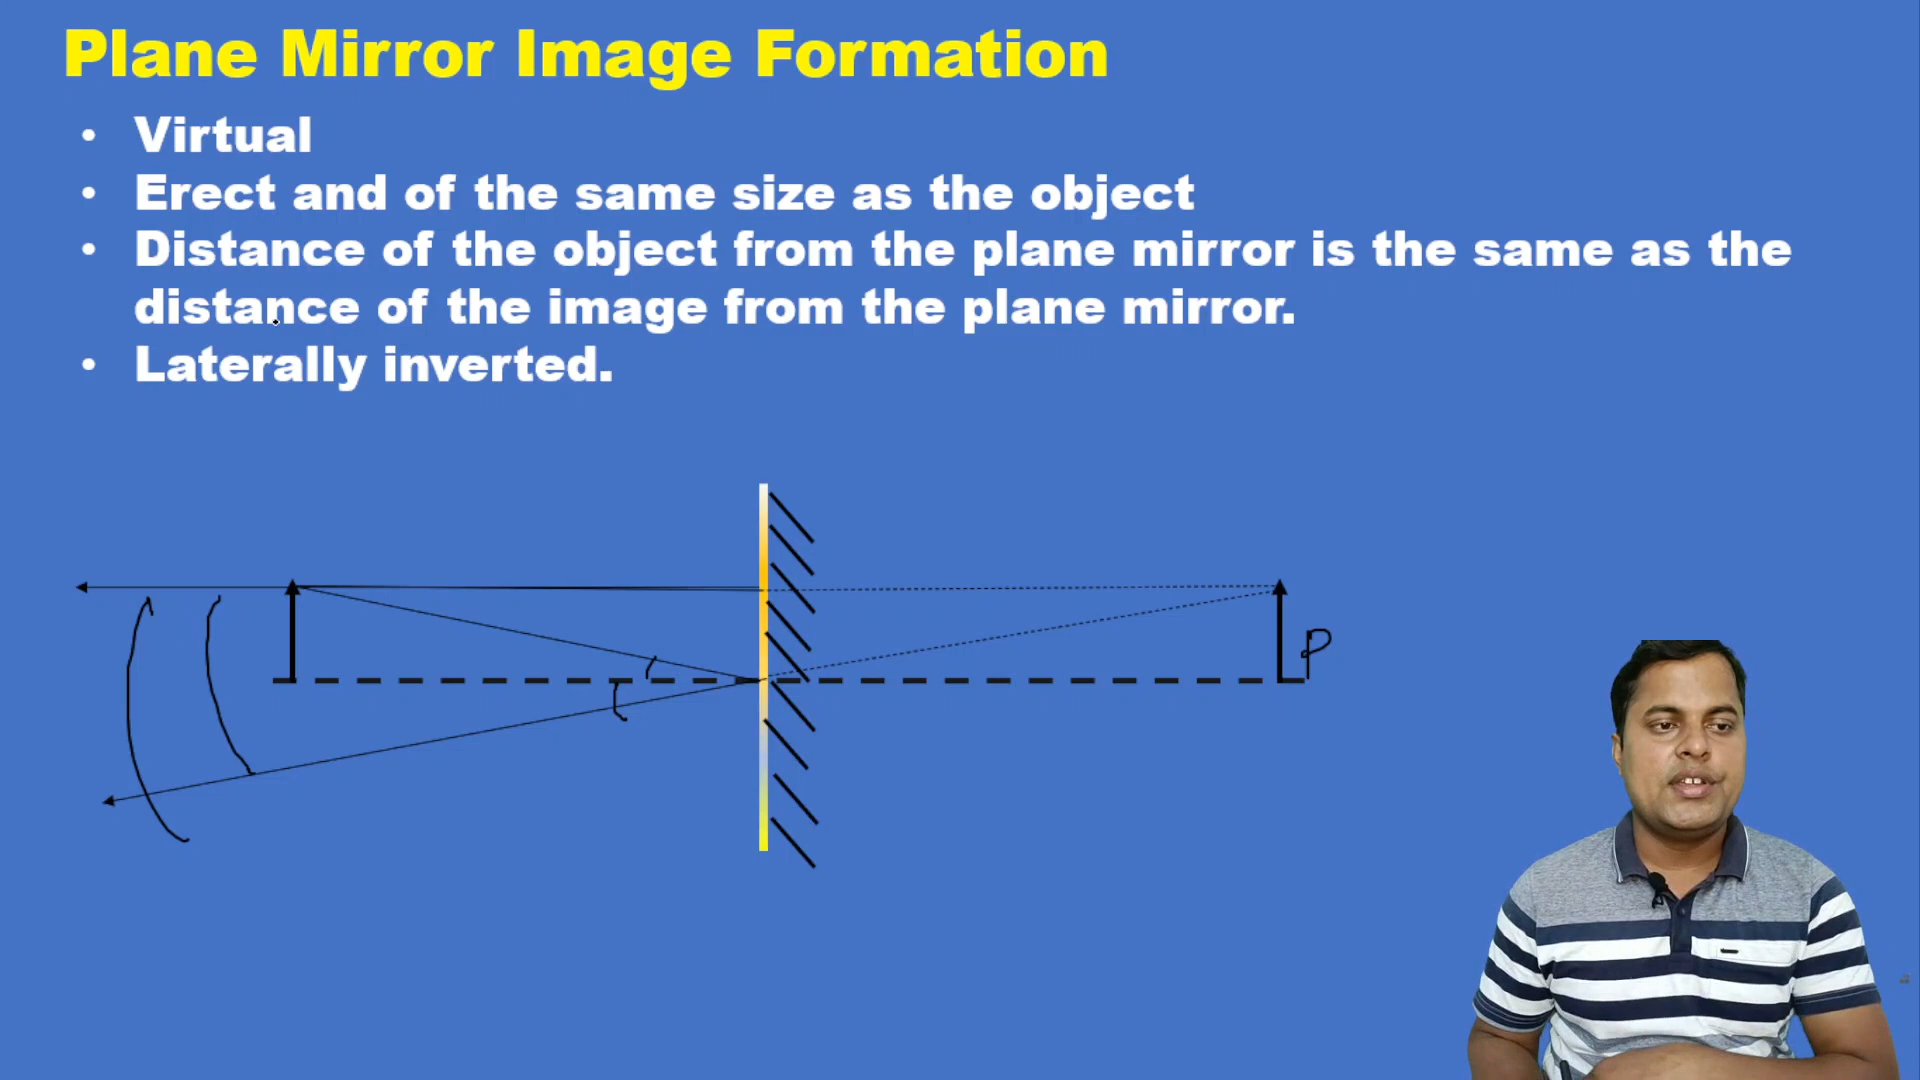 Plane Mirror Image Formation
• Virtual
• Erect and of the same size as the object
• Distance of the object from the plane mirror is the same as the
distance of the image from the plane mirror.
• Laterally inverted.
P